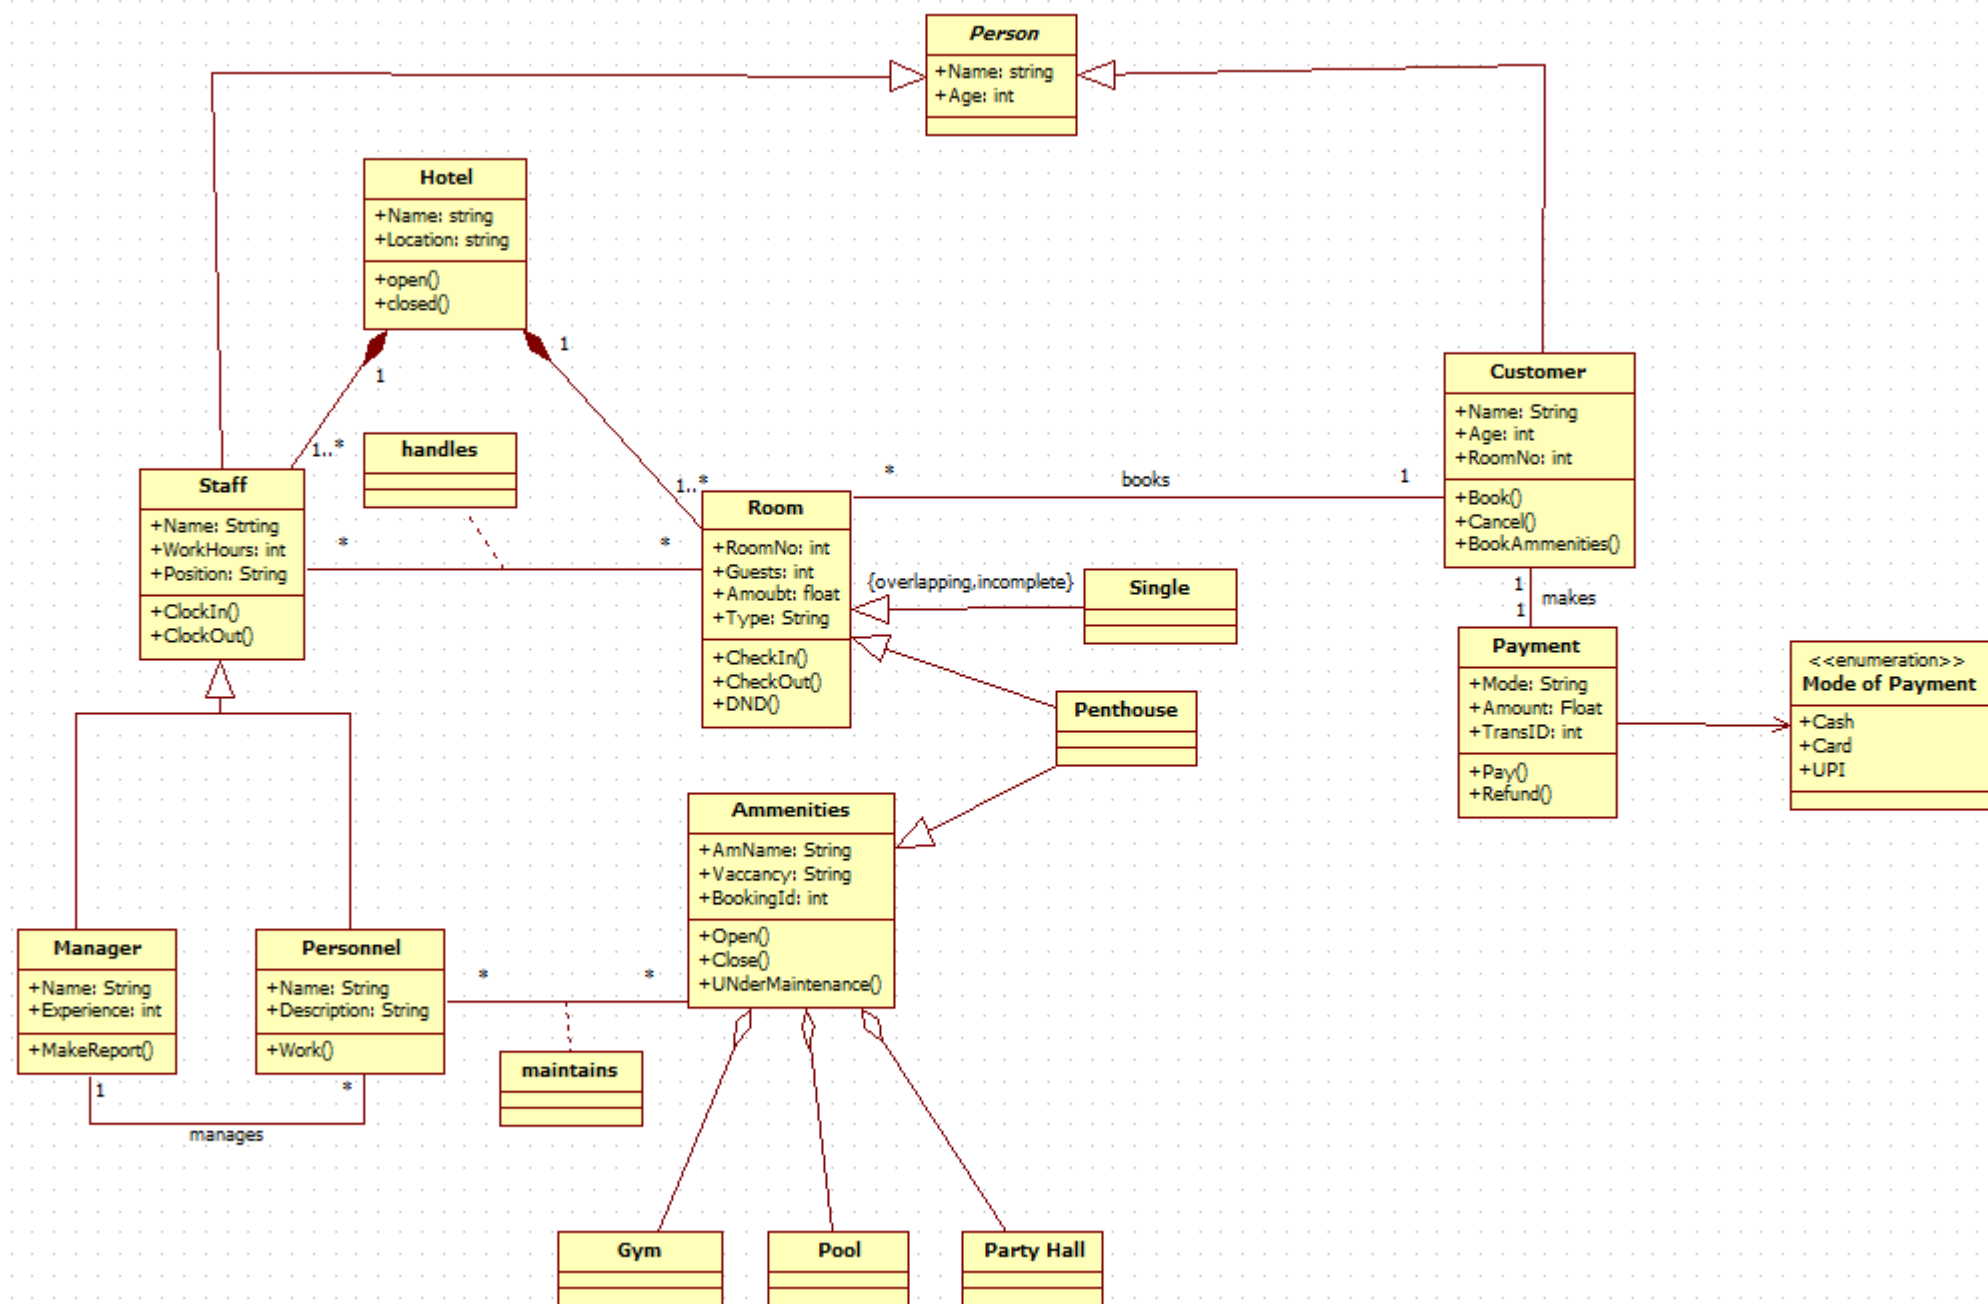 Person
+Name: string
+Age: int
Hotel
+Name: string
+Location: string
+open()
+closed()
1
1
1..*
1..*
handles
Staff
+Name: Strting
+WorkHours: int
+Position: String
+ClockIn()
+ClockOut()
*
*
Room
+RoomNo: int
+Guests: int
+Amoubt: float
+Type: String
+CheckIn()
+CheckOut()
+DND()
*
books
1
Customer
+Name: String
+Age: int
+RoomNo: int
+Book()
+Cancel()
+BookAmmenities()
{overlapping,incomplete}
Single
Penthouse
1
makes
1
Payment
+Mode: String
+Amount: Float
+TransID: int
+Pay()
+Refund()
<<enumeration>>
Mode of Payment
+Cash
+Card
+UPI
Ammenities
+AmName: String
+Vaccancy: String
+BookingId: int
+Open()
+Close()
+UNderMaintenance()
Manager
+Name: String
+Experience: int
+MakeReport()
Personnel
+Name: String
+Description: String
+Work()
*
*
maintains
1
*
manages
Gym
Pool
Party Hall